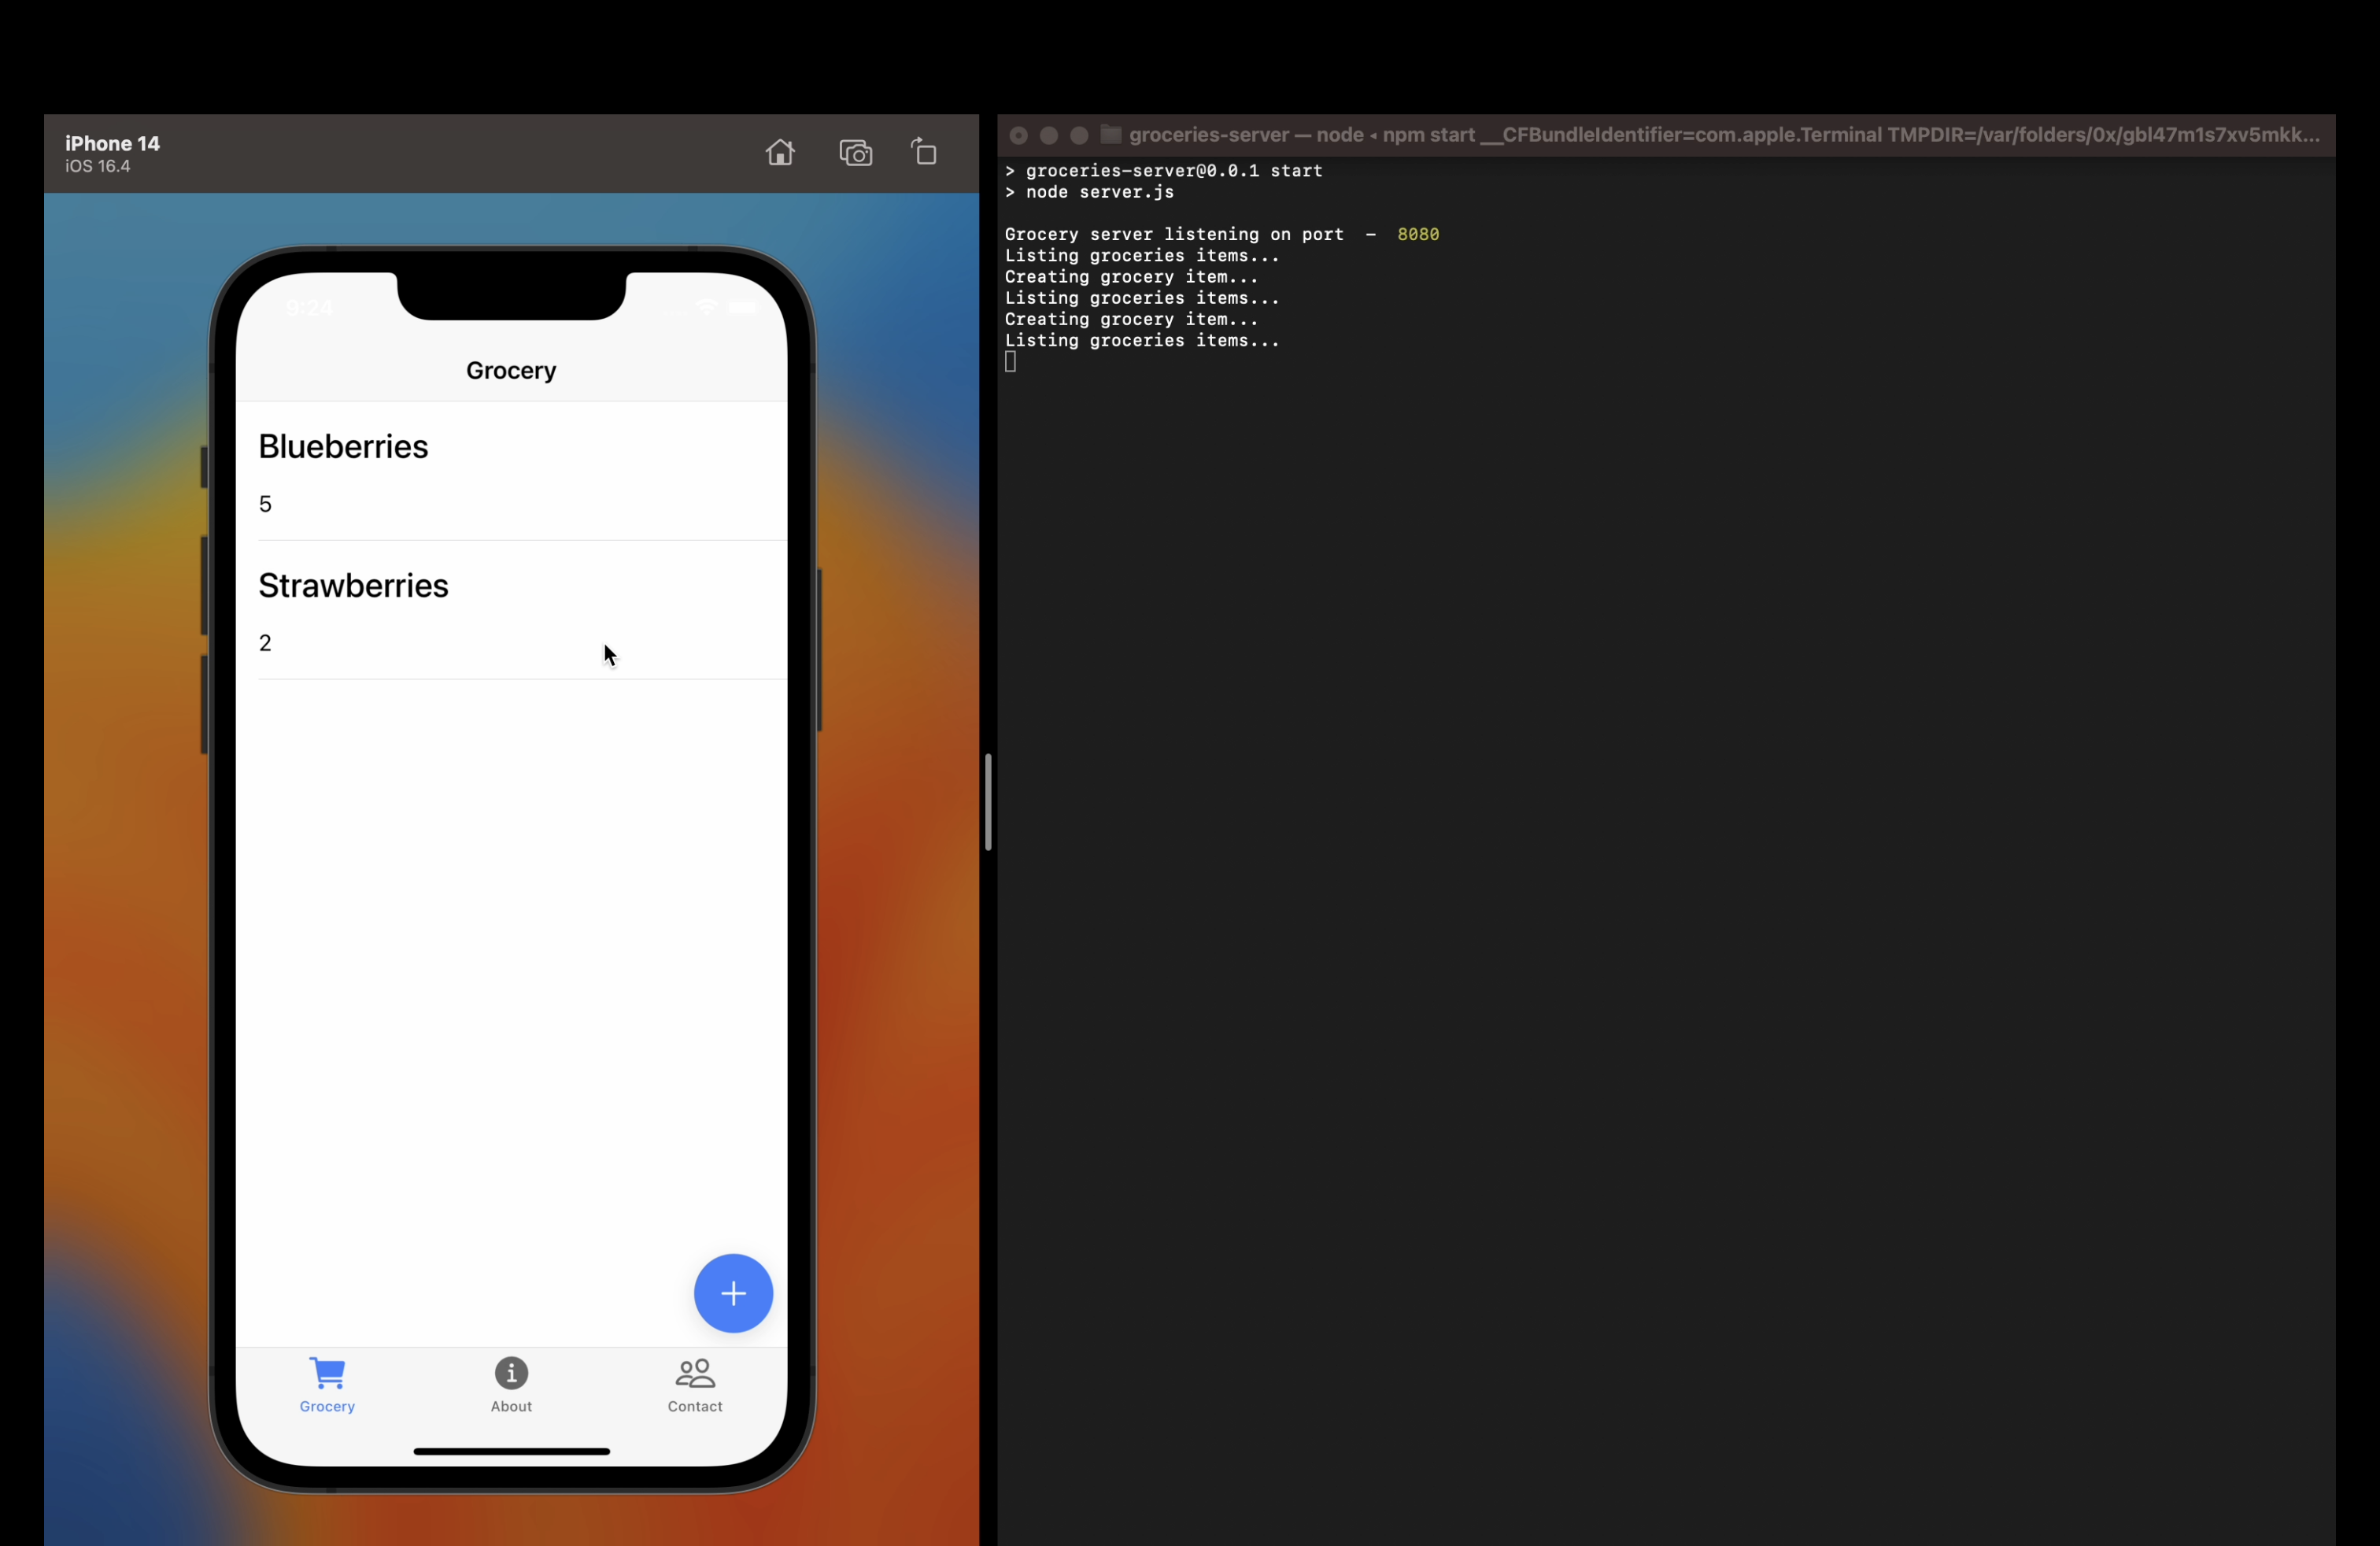 iPhone 14
iOS 16.4
9:24
Grocery
Blueberries
5
Strawberries
2
Grocery
About
Contact
groceries-server — node ◂ npm start __CFBundleIdentifier=com.apple.Terminal TMPDIR=/var/folders/0x/gbl47m1s7xv5mkk...
> groceries-server@0.0.1 start
> node server.js
Grocery server listening on port  -  8080
Listing groceries items...
Creating grocery item...
Listing groceries items...
Creating grocery item...
Listing groceries items...